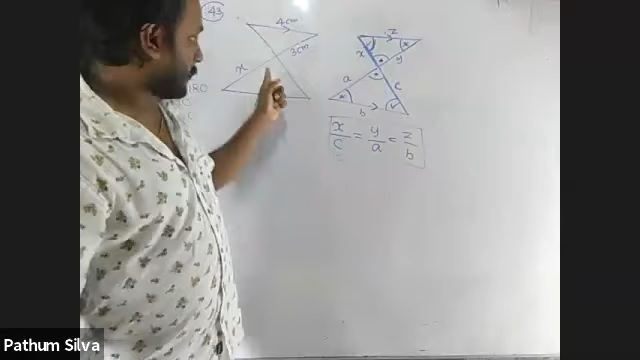 43
4cm
3cm
x
z
x
y
a
c
b
x/c = y/a = z/b
Pathum Silva